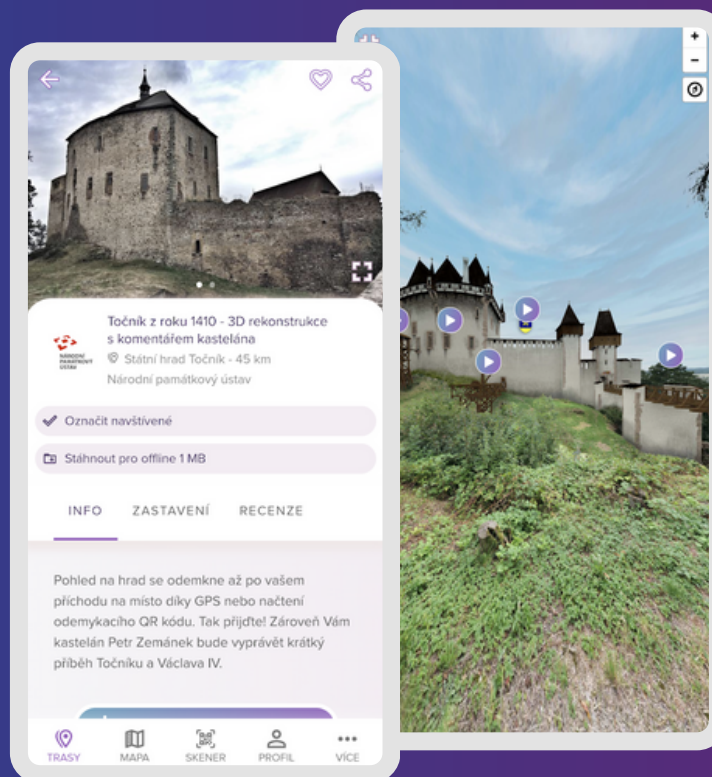 Točník z roku 1410 - 3D rekonstrukce
s komentářem kastelána
Státní hrad Točník - 45 km
Národní památkový ústav
NÁRODNÍ
PAMÁTKOVÝ
ÚSTAV
Označit navštívené
Stáhnout pro offline 1 MB
INFO ZASTAVENÍ RECENZE
Pohled na hrad se odemkne až po vašem
příchodu na místo díky GPS nebo načtení
odemykacího QR kódu. Tak přijďte! Zároveň Vám
kastelán Petr Zemánek bude vyprávět krátký
příběh Točníku a Václava IV.
TRASY MAPA SKENER PROFIL VÍCE
+
-